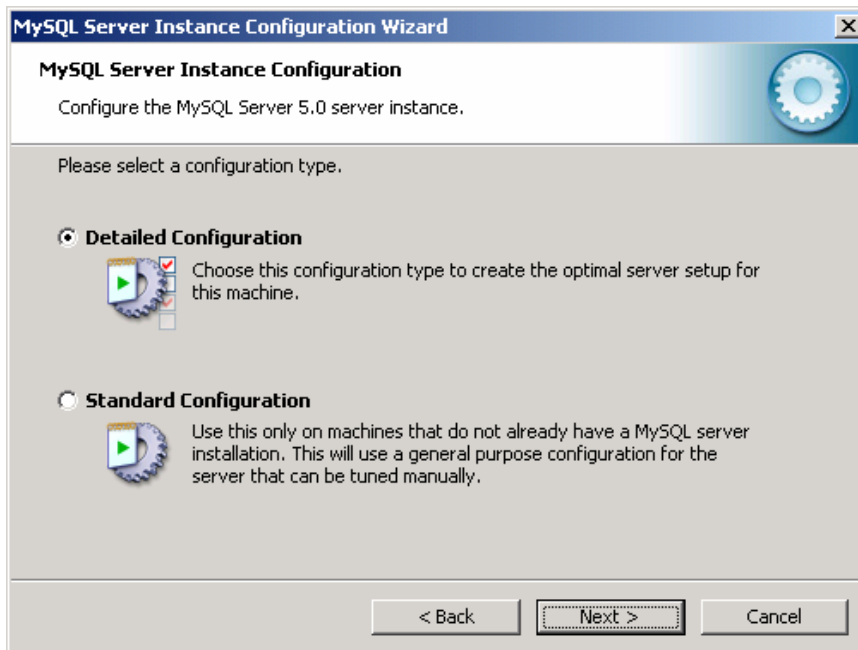 MySQL Server Instance Configuration Wizard
MySQL Server Instance Configuration
Configure the MySQL Server 5.0 server instance.
Please select a configuration type.
Detailed Configuration
Choose this configuration type to create the optimal server setup for
this machine.
Standard Configuration
Use this only on machines that do not already have a MySQL server
installation. This will use a general purpose configuration for the
server that can be tuned manually.
< Back
Next >
Cancel